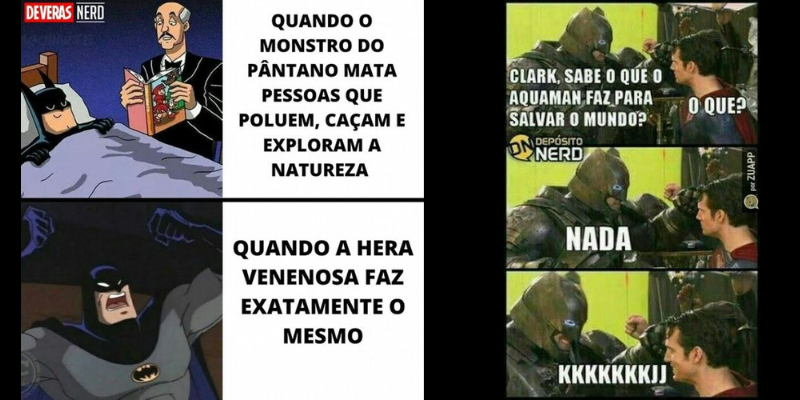 DEVERAS NERD
QUANDO O
MONSTRO DO
PÂNTANO MATA
PESSOAS QUE
POLUEM, CAÇAM E
EXPLORAM A
NATUREZA
QUANDO A HERA
VENENOSA FAZ
EXATAMENTE O
MESMO
CLARK, SABE O QUE O
AQUAMAN FAZ PARA
SALVAR O MUNDO?
O QUE?
DN DEPÓSITO
NERD
por ZUAPP
NADA
KKKKKKKJJ